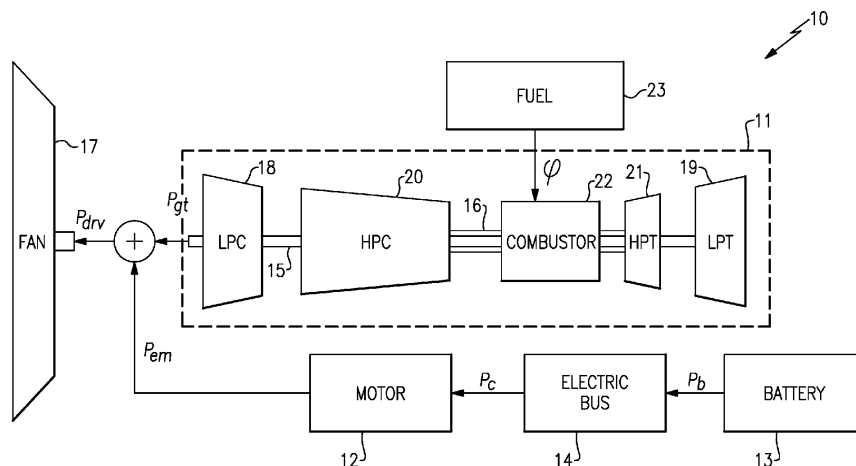 10
FUEL
23
11
17
18
20
φ
22
21
19
16
P_gt
P_drv
FAN
+
LPC
15
HPC
COMBUSTOR
HPT
LPT
P_em
MOTOR
P_c
ELECTRIC
BUS
P_b
BATTERY
12
14
13